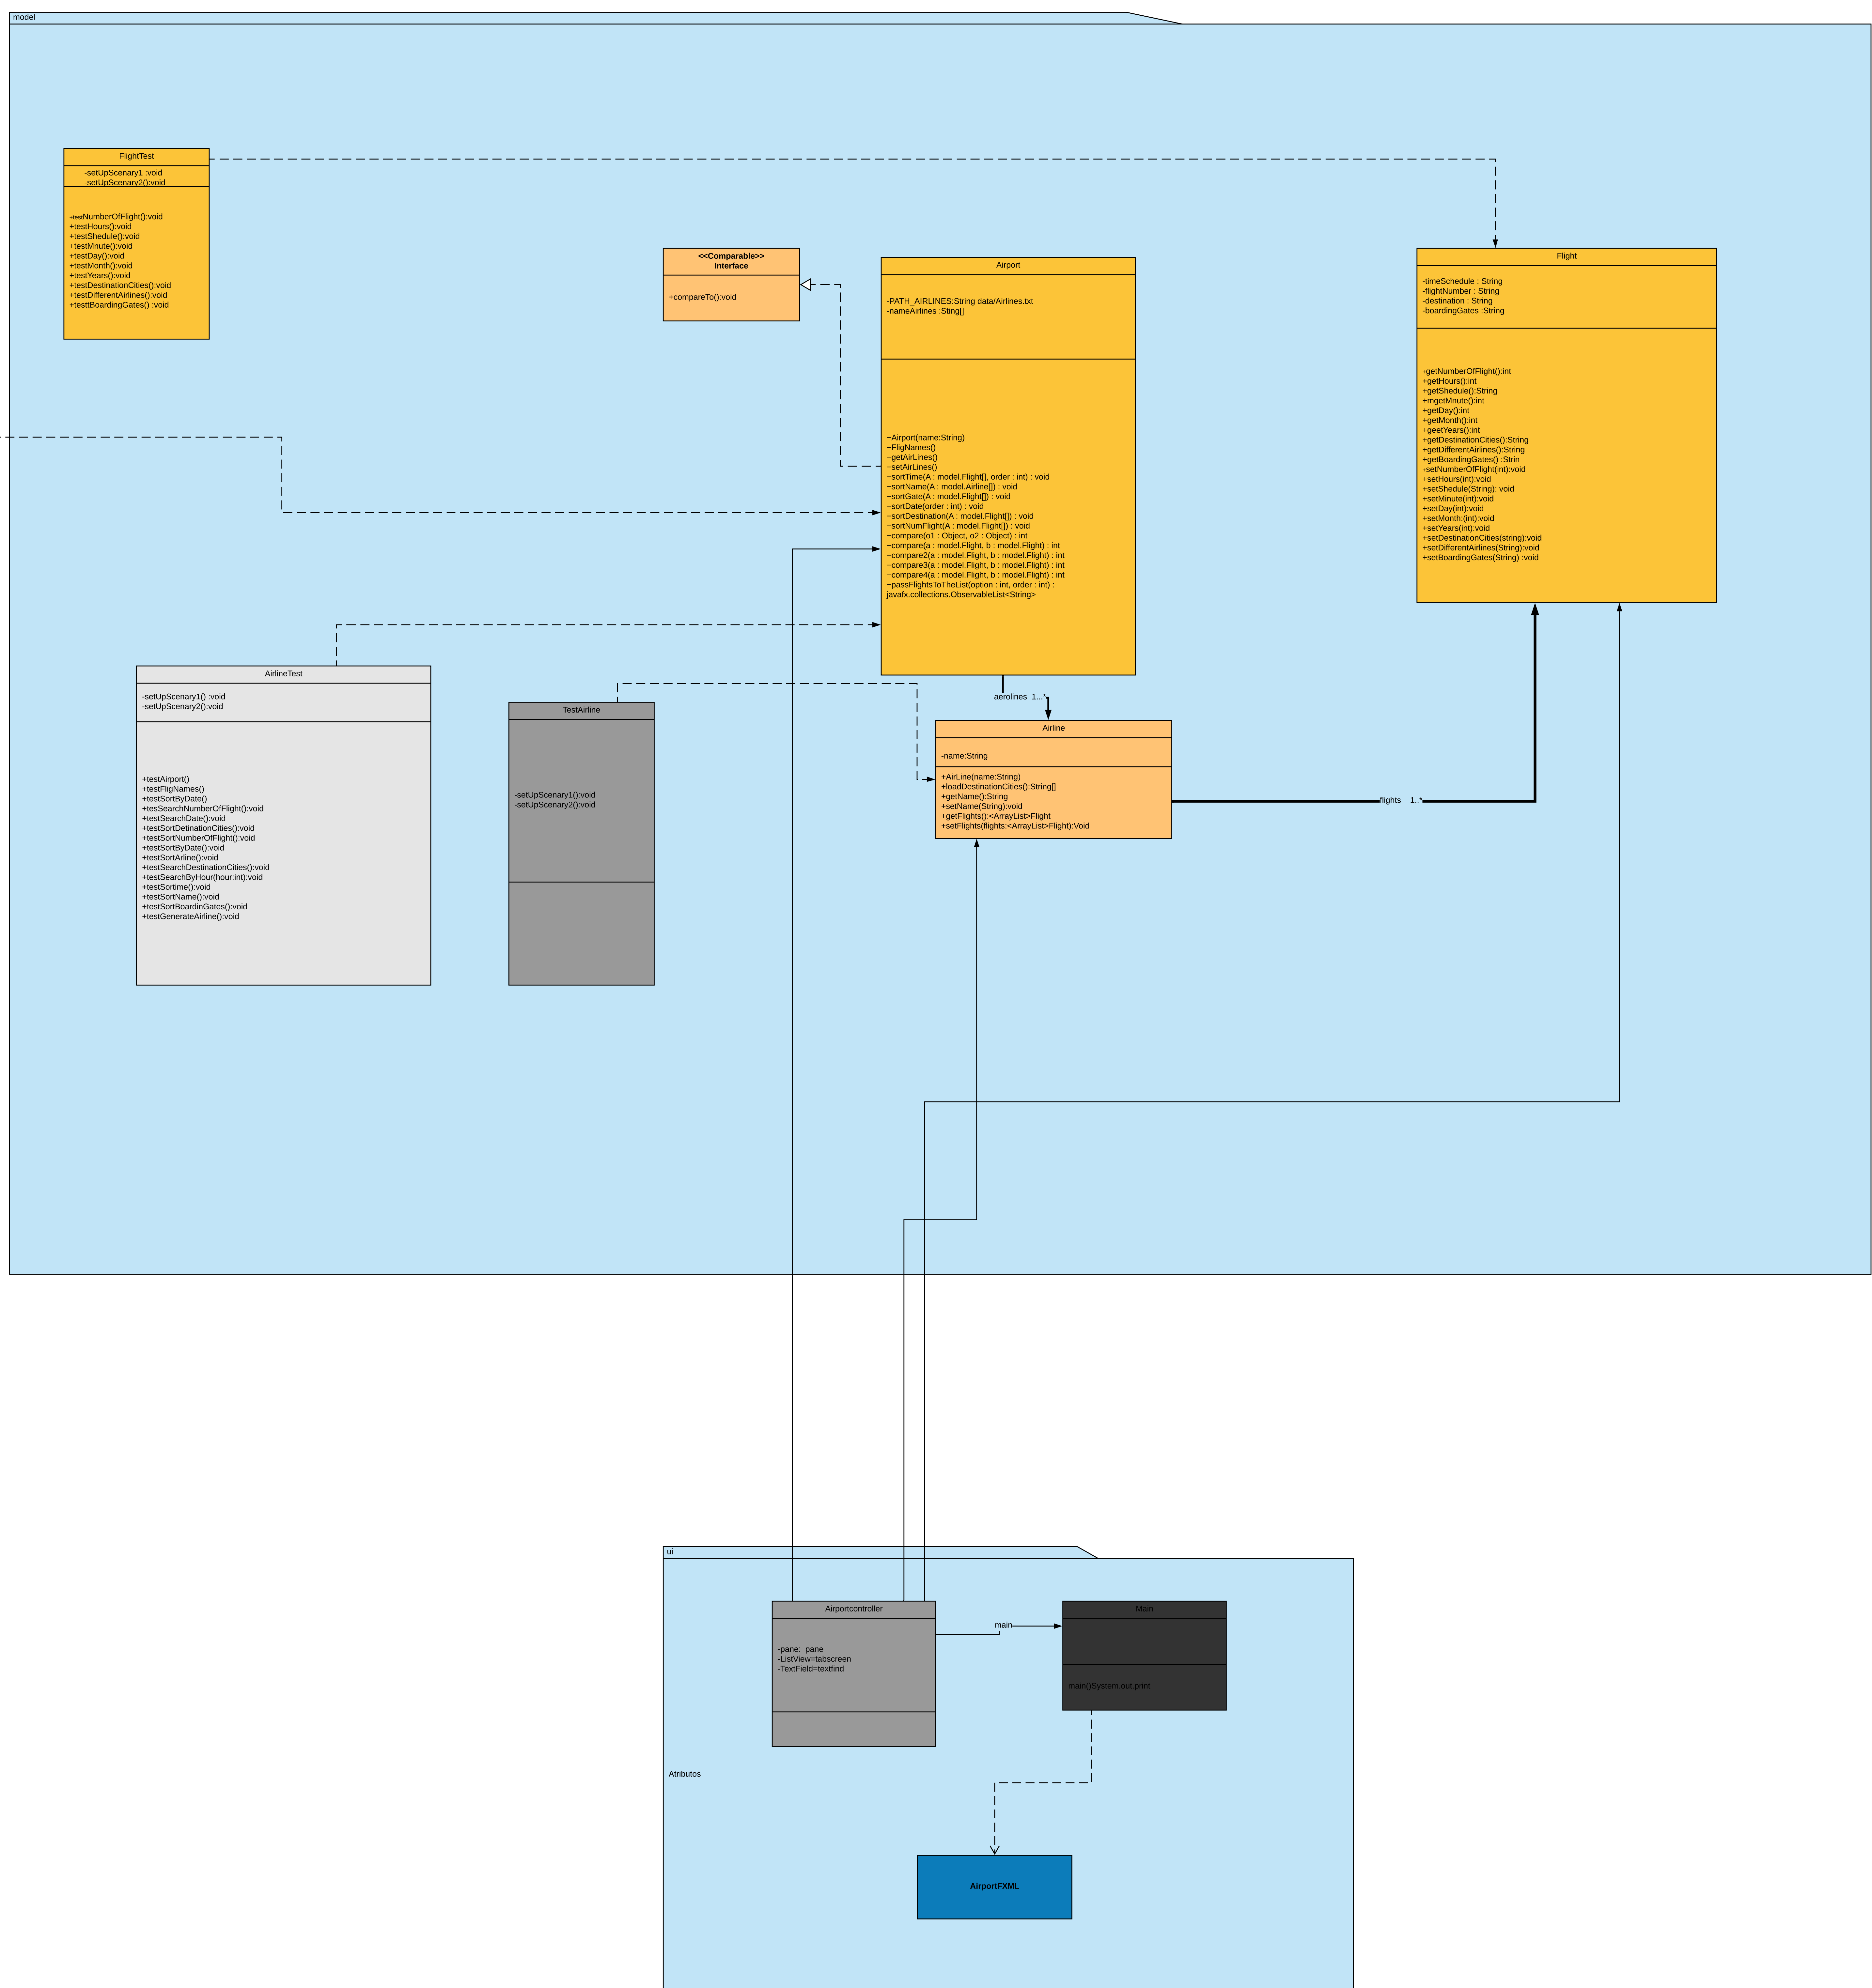 model
FlightTest
-setUpScenary1 :void
-setUpScenary2():void
+testNumberOfFlight():void
+testHours():void
+testShedule():void
+testMnute():void
+testDay():void
+testMonth():void
+testYears():void
+testDestinationCities():void
+testDifferentAirlines():void
+testtBoardingGates() :void
<<Comparable>>
Interface
+compareTo():void
Airport
-PATH_AIRLINES:String data/Airlines.txt
-nameAirlines :Sting[]
+Airport(name:String)
+FligNames()
+getAirLines()
+setAirLines()
+sortTime(A : model.Flight[], order : int) : void
+sortName(A : model.Airline[]) : void
+sortGate(A : model.Flight[]) : void
+sortDate(order : int) : void
+sortDestination(A : model.Flight[]) : void
+sortNumFlight(A : model.Flight[]) : void
+compare(o1 : Object, o2 : Object) : int
+compare(a : model.Flight, b : model.Flight) : int
+compare2(a : model.Flight, b : model.Flight) : int
+compare3(a : model.Flight, b : model.Flight) : int
+compare4(a : model.Flight, b : model.Flight) : int
+passFlightsToTheList(option : int, order : int) :
javafx.collections.ObservableList<String>
Flight
-timeSchedule : String
-flightNumber : String
-destination : String
-boardingGates :String
+getNumberOfFlight():int
+getHours():int
+getShedule():String
+mgetMnute():int
+getDay():int
+getMonth():int
+geetYears():int
+getDestinationCities():String
+getDifferentAirlines():String
+getBoardingGates() :Strin
+setNumberOfFlight(int):void
+setHours(int):void
+setShedule(String): void
+setMinute(int):void
+setDay(int):void
+setMonth:(int):void
+setYears(int):void
+setDestinationCities(string):void
+setDifferentAirlines(String):void
+setBoardingGates(String) :void
AirlineTest
-setUpScenary1() :void
-setUpScenary2():void
+testAirport()
+testFligNames()
+testSortByDate()
+tesSearchNumberOfFlight():void
+testSearchDate():void
+testSortDetinationCities():void
+testSortNumberOfFlight():void
+testSortByDate():void
+testSortArline():void
+testSearchDestinationCities():void
+testSearchByHour(hour:int):void
+testSortime():void
+testSortName():void
+testSortBoardinGates():void
+testGenerateAirline():void
TestAirline
-setUpScenary1():void
-setUpScenary2():void
aerolines 1...*
Airline
-name:String
+AirLine(name:String)
+loadDestinationCities():String[]
+getName():String
+setName(String):void
+getFlights():<ArrayList>Flight
+setFlights(flights:<ArrayList>Flight):Void
flights 1..*
ui
Airportcontroller
-pane: pane
-ListView=tabscreen
-TextField=textfind
main
Main
main()System.out.print
Atributos
AirportFXML